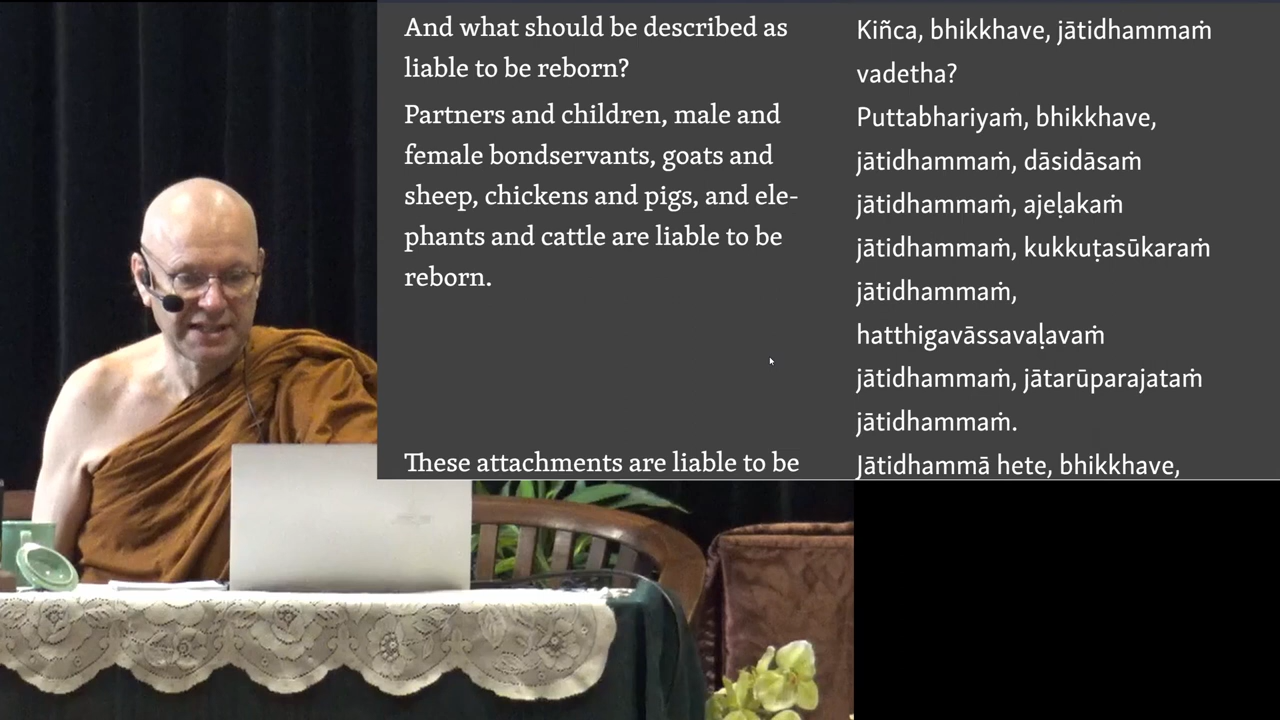 And what should be described as
liable to be reborn?
Partners and children, male and
female bondservants, goats and
sheep, chickens and pigs, and ele-
phants and cattle are liable to be
reborn.
These attachments are liable to be
Kiñca, bhikkhave, jātidhammaṁ
vadetha?
Puttabhariyaṁ, bhikkhave,
jātidhammaṁ, dāsidāsaṁ
jātidhammaṁ, ajeḷakaṁ
jātidhammaṁ, kukkuṭasūkaraṁ
jātidhammaṁ,
hatthigavāssavaḷavaṁ
jātidhammaṁ, jātarūparajataṁ
jātidhammaṁ.
Jātidhammā hete, bhikkhave,